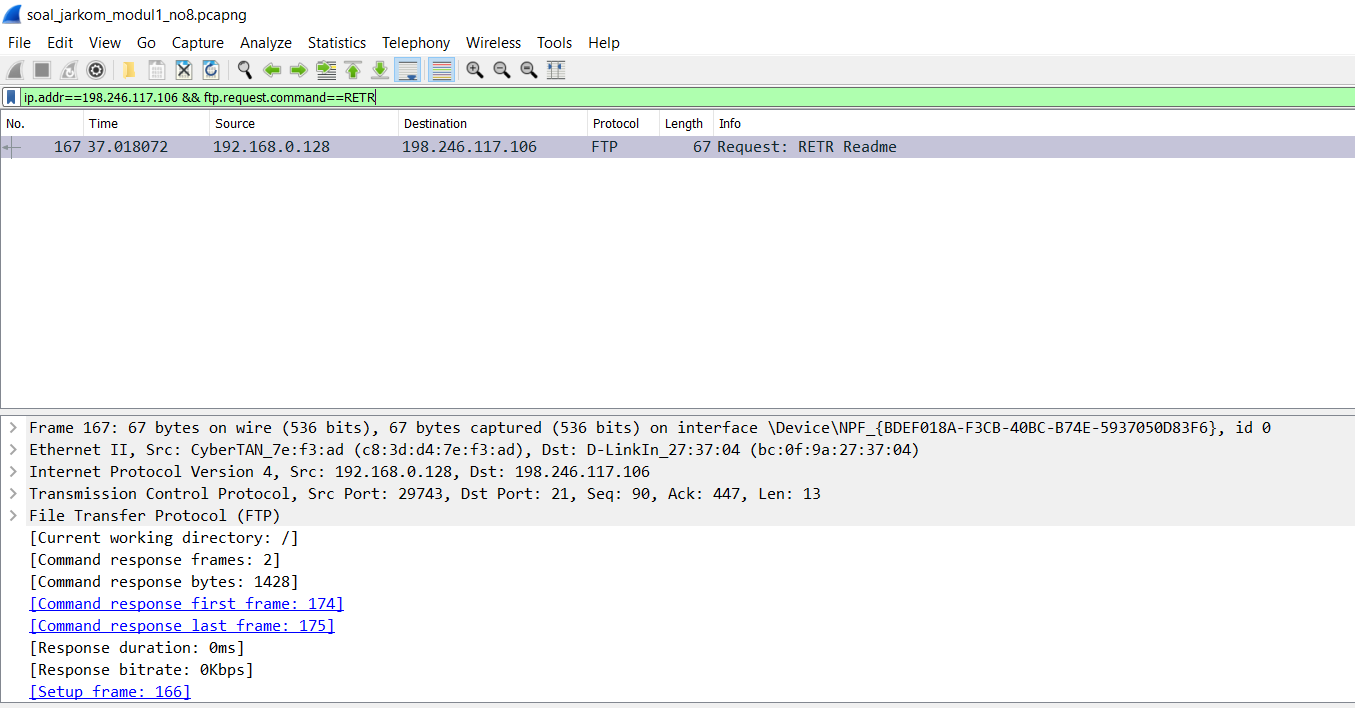 soal_jarkom_modul1_no8.pcapng
File Edit View Go Capture Analyze Statistics Telephony Wireless Tools Help
ip.addr==198.246.117.106 && ftp.request.command==RETR
No. Time Source Destination Protocol Length Info
167 37.018072 192.168.0.128 198.246.117.106 FTP 67 Request: RETR Readme
Frame 167: 67 bytes on wire (536 bits), 67 bytes captured (536 bits) on interface \Device\NPF_{BDEF018A-F3CB-40BC-B74E-5937050D83F6}, id 0
Ethernet II, Src: CyberTAN_7e:f3:ad (c8:3d:d4:7e:f3:ad), Dst: D-LinkIn_27:37:04 (bc:0f:9a:27:37:04)
Internet Protocol Version 4, Src: 192.168.0.128, Dst: 198.246.117.106
Transmission Control Protocol, Src Port: 29743, Dst Port: 21, Seq: 90, Ack: 447, Len: 13
File Transfer Protocol (FTP)
[Current working directory: /]
[Command response frames: 2]
[Command response bytes: 1428]
[Command response first frame: 174]
[Command response last frame: 175]
[Response duration: 0ms]
[Response bitrate: 0Kbps]
[Setup frame: 166]